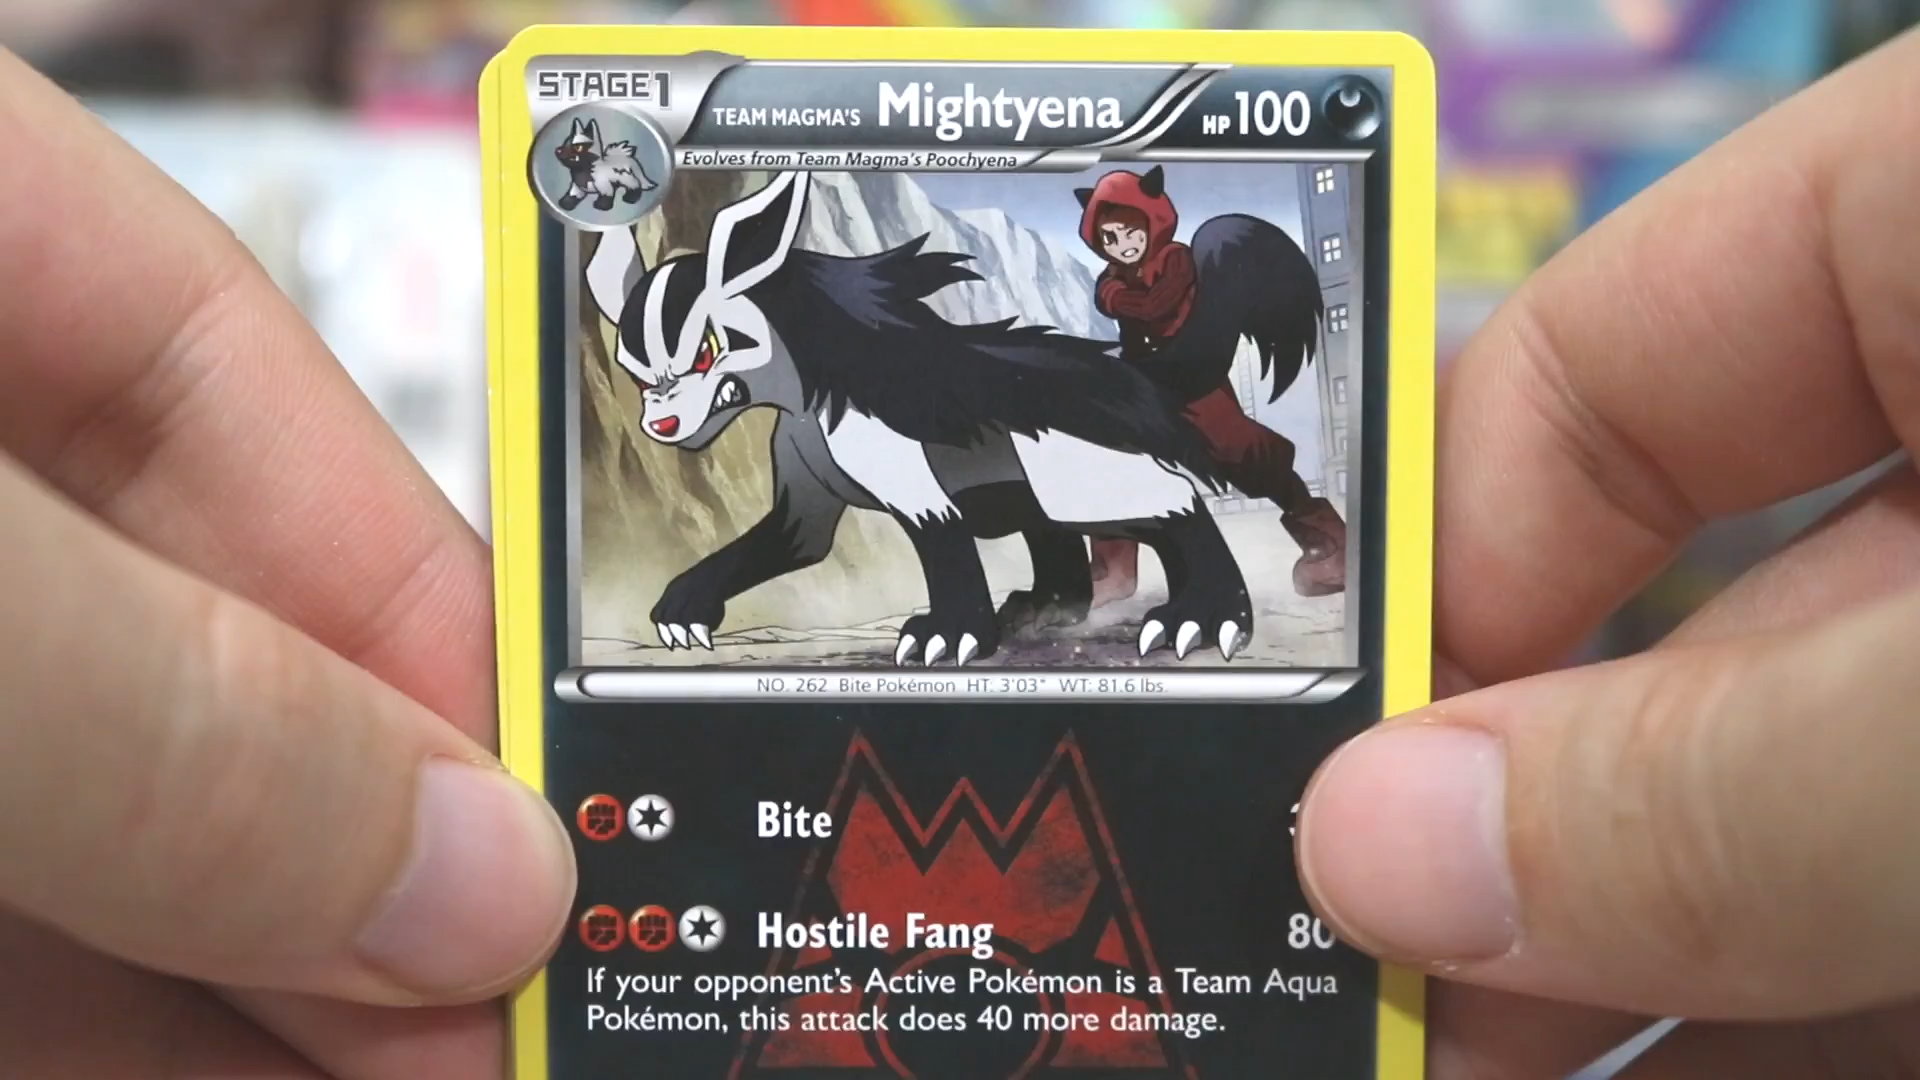 STAGE1
TEAM MAGMA'S Mightyena HP100
Evolves from Team Magma's Poochyena
NO. 262 Bite Pokémon HT: 3'03" WT: 81.6 lbs.
Bite
Hostile Fang 80
If your opponent's Active Pokémon is a Team Aqua
Pokémon, this attack does 40 more damage.